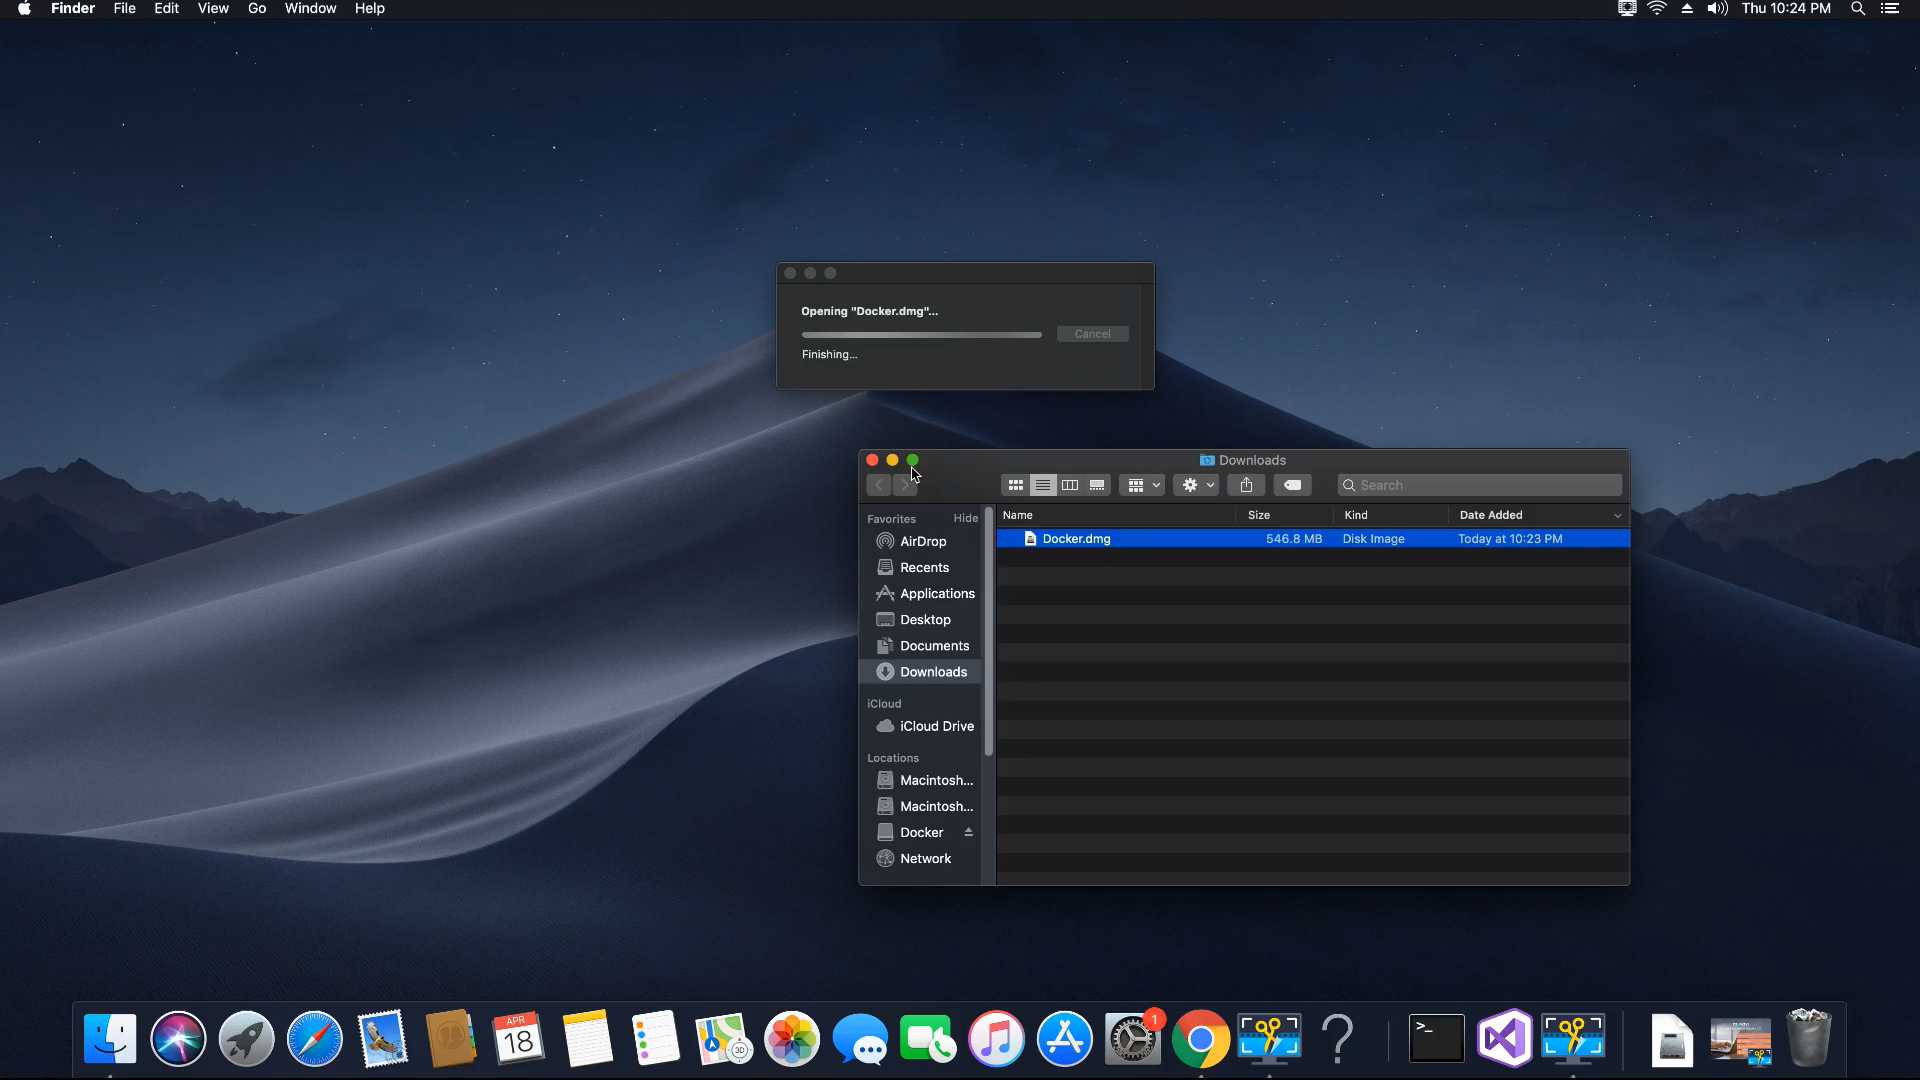 Finder File Edit View Go Window Help
Thu 10:24 PM
Opening "Docker.dmg"...
Cancel
Finishing...
Downloads
Search
Favorites Hide
Name Size Kind Date Added
AirDrop
Docker.dmg 546.8 MB Disk Image Today at 10:23 PM
Recents
Applications
Desktop
Documents
Downloads
iCloud
iCloud Drive
Locations
Macintosh...
Macintosh...
Docker
Network
APR
18
3D
1
>_